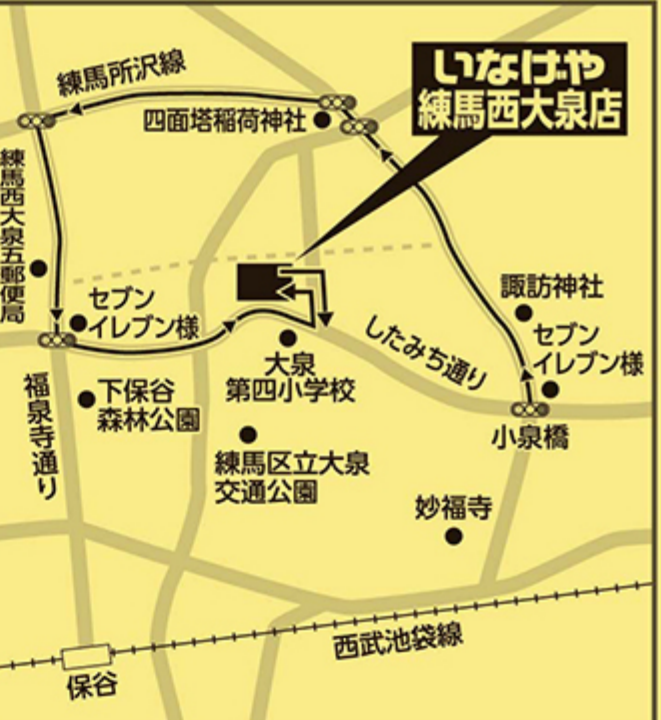 いなげや
練馬西大泉店
練馬所沢線
四面塔稲荷神社
練馬西大泉五郵便局
セブン
イレブン様
諏訪神社
セブン
イレブン様
したみち通り
大泉
第四小学校
下保谷
森林公園
福泉寺通り
小泉橋
練馬区立大泉
交通公園
妙福寺
西武池袋線
保谷